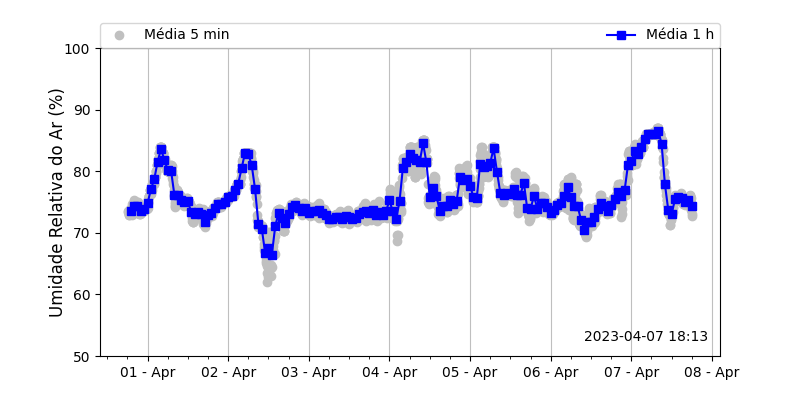 Média 5 min
Média 1 h
Umidade Relativa do Ar (%)
100
90
80
70
60
50
2023-04-07 18:13
01 - Apr
02 - Apr
03 - Apr
04 - Apr
05 - Apr
06 - Apr
07 - Apr
08 - Apr